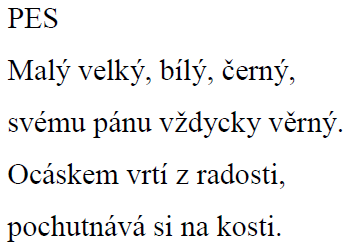 PES
Malý velký, bílý, černý,
svému pánu vždycky věrný.
Ocáskem vrtí z radosti,
pochutnává si na kosti.